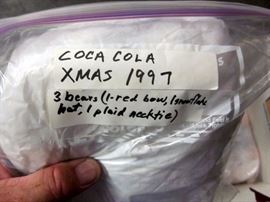 COCA COLA
XMAS 1997
3 bears (1-red bow, 1 snowflake
hat, 1 plaid necktie)